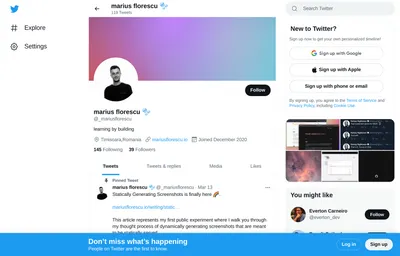 marius florescu
110 Tweets
Search Twitter
Explore
Settings
Follow
marius florescu
@_mariusflorescu
learning by building
Timisoara,Romania mariusflorescu.io Joined December 2020
145 Following 39 Followers
Tweets Tweets & replies Media Likes
Pinned Tweet
marius florescu @_mariusflorescu · Mar 13
Statically Generating Screenshots is finally here
mariusflorescu.io/writing/static…
This article represents my first public experiment where I walk you through
my thought process of dynamically generating screenshots that are meant
New to Twitter?
Sign up now to get your own personalized timeline!
Sign up with Google
Sign up with Apple
Sign up with phone or email
By signing up, you agree to the Terms of Service and
Privacy Policy, including Cookie Use.
You might like
Everton Carneiro
@everton_dev
Follow
Follow
Don't miss what's happening
People on Twitter are the first to know.
Log in
Sign up